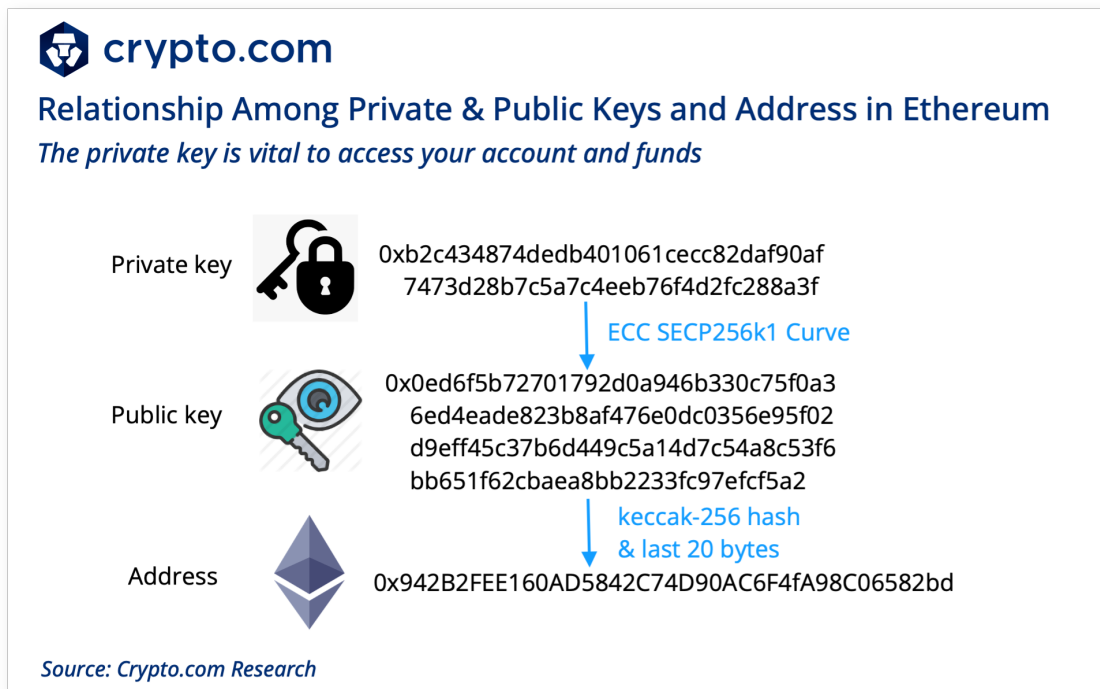 crypto.com
Relationship Among Private & Public Keys and Address in Ethereum
The private key is vital to access your account and funds
Private key
0xb2c434874dedb401061cecc82daf90af
7473d28b7c5a7c4eeb76f4d2fc288a3f
ECC SECP256k1 Curve
Public key
0x0ed6f5b72701792d0a946b330c75f0a3
6ed4eade823b8af476e0dc0356e95f02
d9eff45c37b6d449c5a14d7c54a8c53f6
bb651f62cbaea8bb2233fc97efcf5a2
keccak-256 hash
& last 20 bytes
Address
0x942B2FEE160AD5842C74D90AC6F4fA98C06582bd
Source: Crypto.com Research